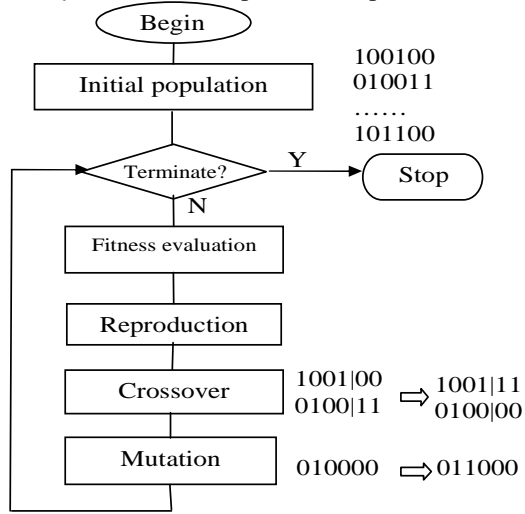 Begin
Initial population
100100
010011
......
101100
Terminate?
Y
Stop
N
Fitness evaluation
Reproduction
Crossover
1001|00
0100|11
1001|11
0100|00
Mutation
010000
011000